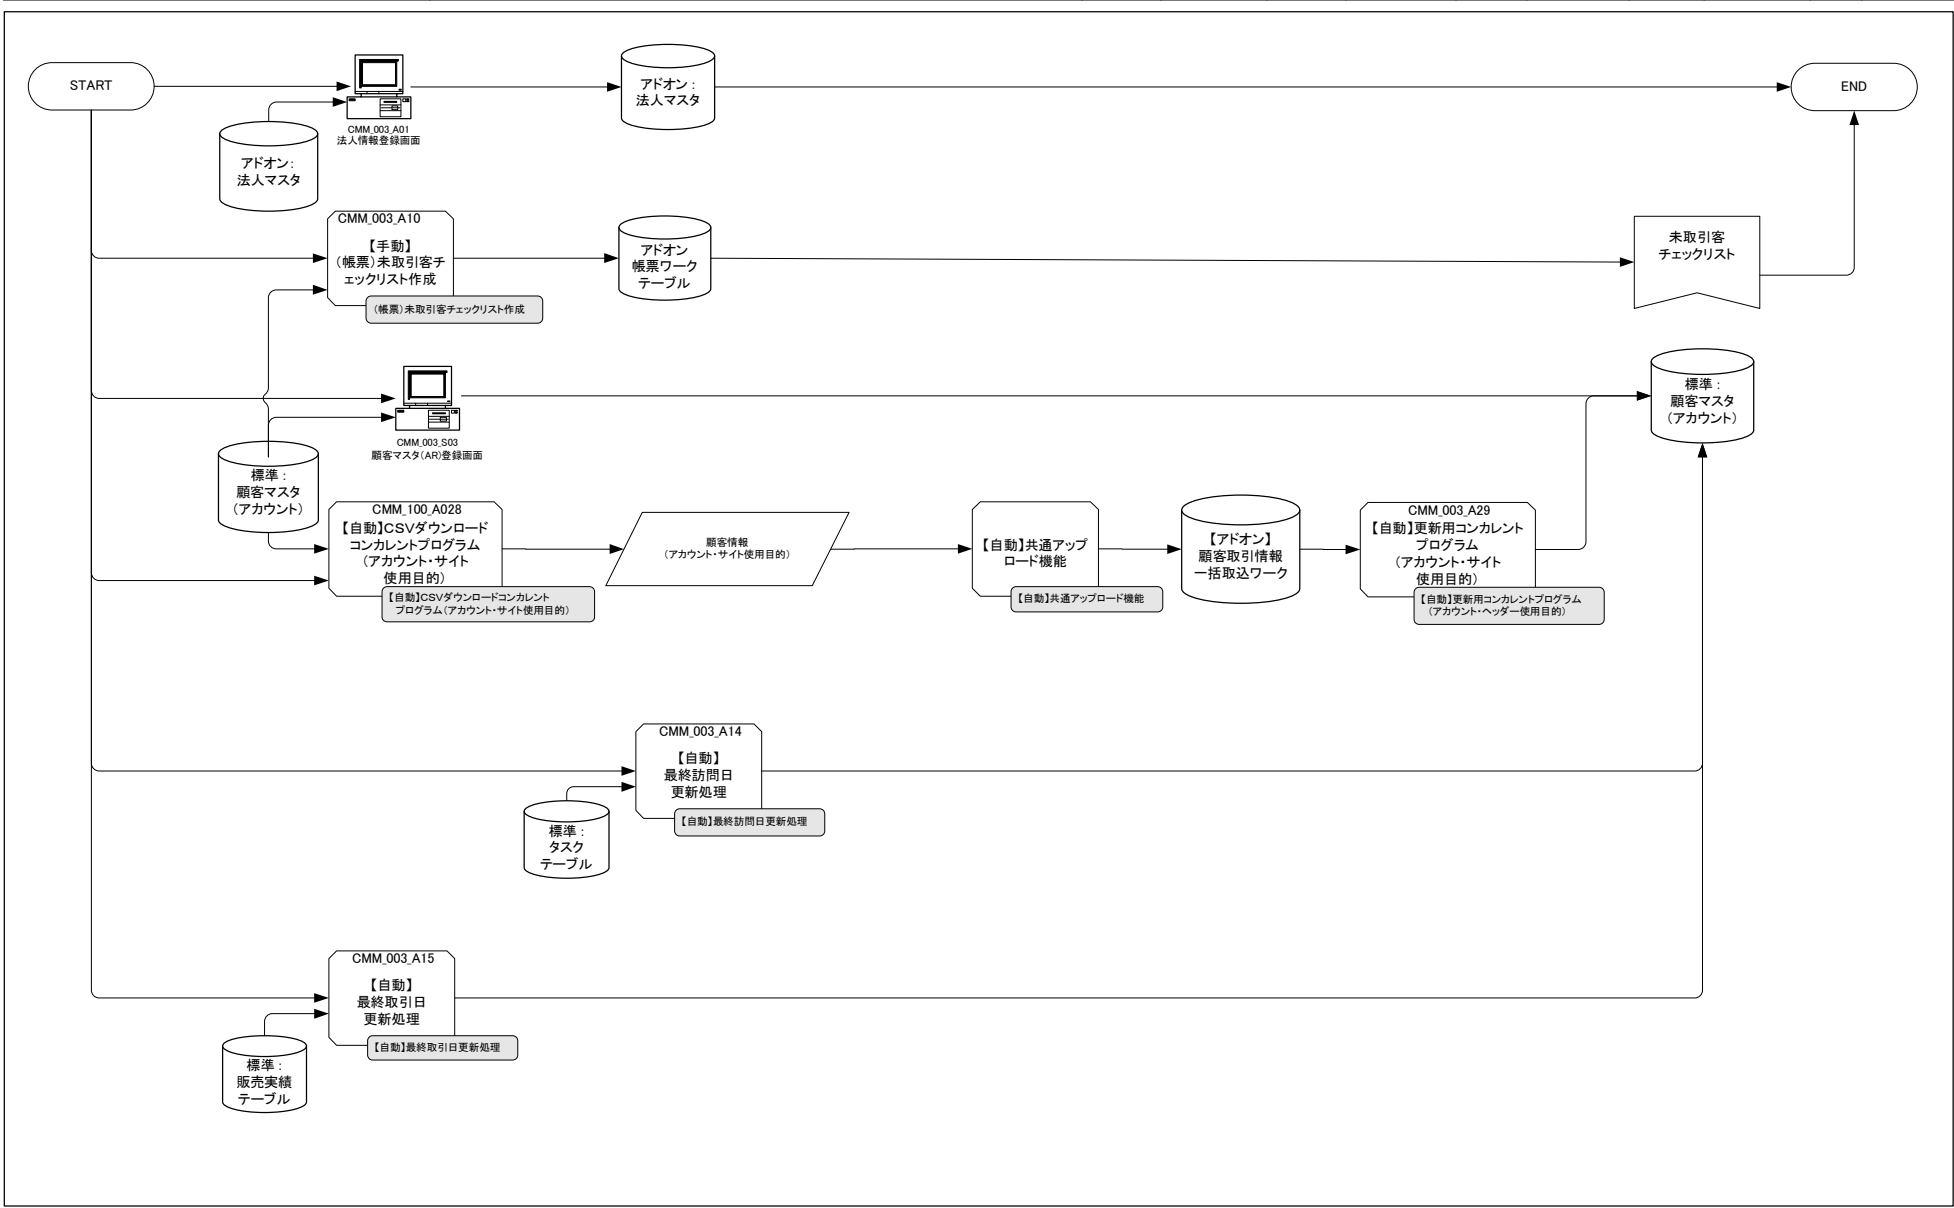 START
CMM_003_A01
法人情報登録画面
アドオン：
法人マスタ
END
アドオン：
法人マスタ
CMM_003_A10
【手動】
（帳票）未取引客チ
ェックリスト作成
（帳票）未取引客チェックリスト作成
アドオン
帳票ワーク
テーブル
未取引客
チェックリスト
CMM_003_S03
顧客マスタ（AR）登録画面
標準：
顧客マスタ
（アカウント）
標準：
顧客マスタ
（アカウント）
CMM_100_A028
【自動】CSVダウンロード
コンカレントプログラム
（アカウント・サイト
使用目的）
【自動】CSVダウンロードコンカレント
プログラム（アカウント・サイト使用目的）
顧客情報
（アカウント・サイト使用目的）
【自動】共通アップ
ロード機能
【自動】共通アップロード機能
【アドオン】
顧客取引情報
一括取込ワーク
CMM_003_A29
【自動】更新用コンカレント
プログラム
（アカウント・サイト
使用目的）
【自動】更新用コンカレントプログラム
（アカウント・ヘッダー使用目的）
CMM_003_A14
【自動】
最終訪問日
更新処理
【自動】最終訪問日更新処理
標準：
タスク
テーブル
CMM_003_A15
【自動】
最終取引日
更新処理
【自動】最終取引日更新処理
標準：
販売実績
テーブル